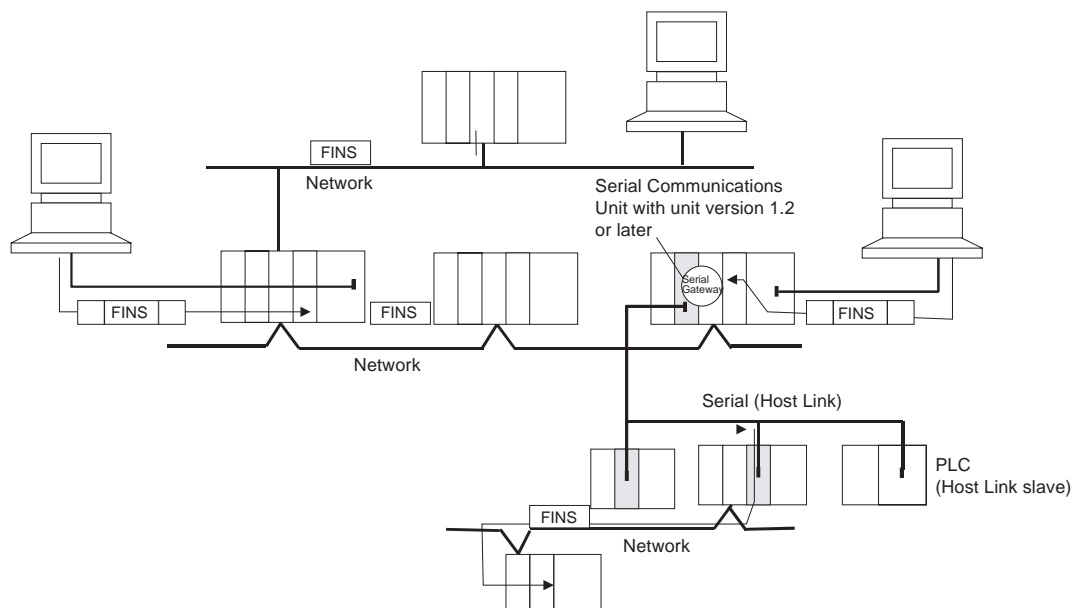 FINS
Network
Serial Communications
Unit with unit version 1.2
or later
Serial
Gateway
FINS
FINS
FINS
Network
Serial (Host Link)
PLC
(Host Link slave)
FINS
Network